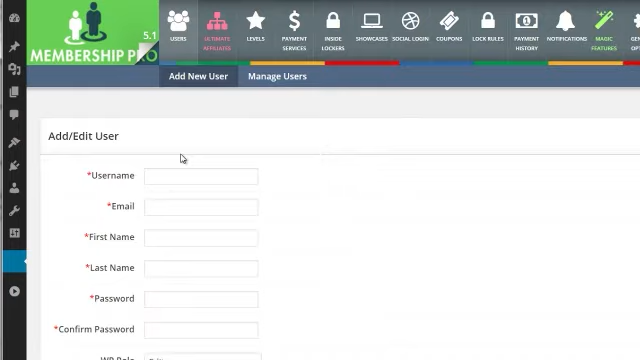 MEMBERSHIP PRO
5.1
USERS
ULTIMATE AFFILIATES
LEVELS
PAYMENT SERVICES
INSIDE LOCKERS
SHOWCASES
SOCIAL LOGIN
COUPONS
LOCK RULES
PAYMENT HISTORY
NOTIFICATIONS
MAGIC FEATURES
Add New User
Manage Users
Add/Edit User
*Username
*Email
*First Name
*Last Name
*Password
*Confirm Password
WP Role